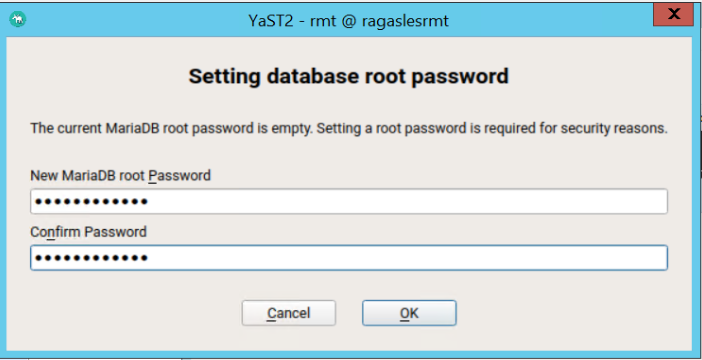 YaST2 - rmt @ ragaslesrmt
X
Setting database root password
The current MariaDB root password is empty. Setting a root password is required for security reasons.
New MariaDB root Password
●●●●●●●●●●●●
Confirm Password
●●●●●●●●●●●●
Cancel OK